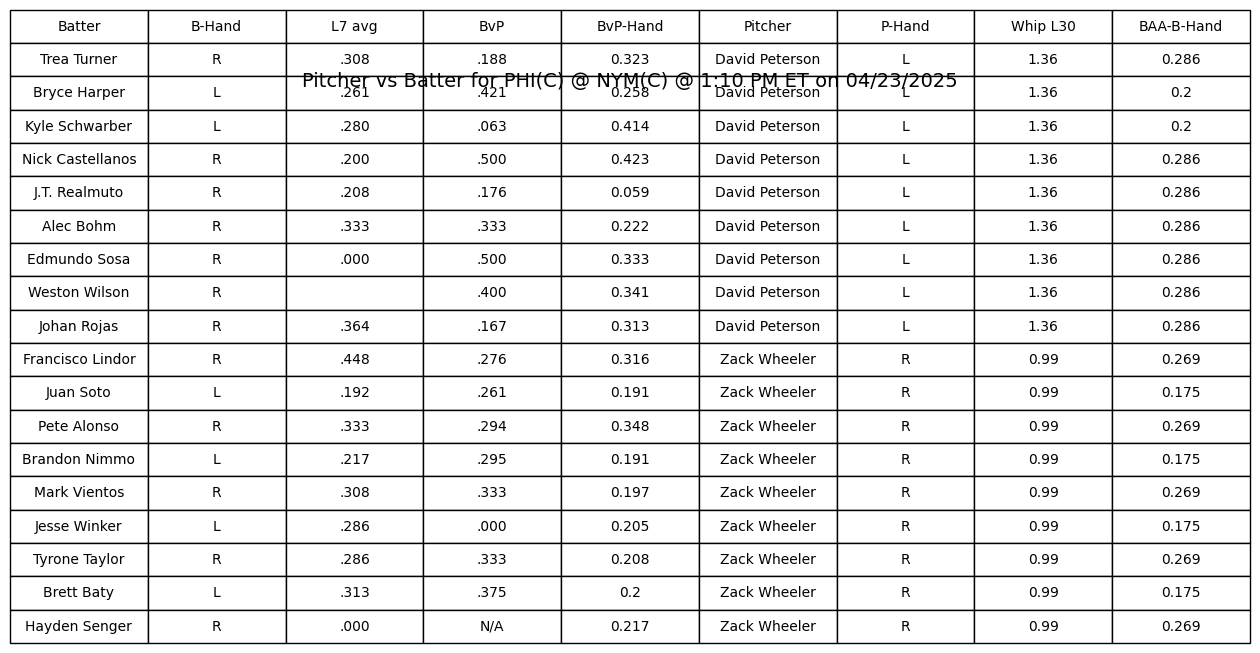 Batter B-Hand L7 avg BvP BvP-Hand Pitcher P-Hand Whip L30 BAA-B-Hand
Trea Turner R .308 .188 0.323 David Peterson L 1.36 0.286
Pitcher vs Batter for PHI(C) @ NYM(C) @ 1:10 PM ET on 04/23/2025
Bryce Harper L .261 .421 0.258 David Peterson L 1.36 0.2
Kyle Schwarber L .280 .063 0.414 David Peterson L 1.36 0.2
Nick Castellanos R .200 .500 0.423 David Peterson L 1.36 0.286
J.T. Realmuto R .208 .176 0.059 David Peterson L 1.36 0.286
Alec Bohm R .333 .333 0.222 David Peterson L 1.36 0.286
Edmundo Sosa R .000 .500 0.333 David Peterson L 1.36 0.286
Weston Wilson R .400 0.341 David Peterson L 1.36 0.286
Johan Rojas R .364 .167 0.313 David Peterson L 1.36 0.286
Francisco Lindor R .448 .276 0.316 Zack Wheeler R 0.99 0.269
Juan Soto L .192 .261 0.191 Zack Wheeler R 0.99 0.175
Pete Alonso R .333 .294 0.348 Zack Wheeler R 0.99 0.269
Brandon Nimmo L .217 .295 0.191 Zack Wheeler R 0.99 0.175
Mark Vientos R .308 .333 0.197 Zack Wheeler R 0.99 0.269
Jesse Winker L .286 .000 0.205 Zack Wheeler R 0.99 0.175
Tyrone Taylor R .286 .333 0.208 Zack Wheeler R 0.99 0.269
Brett Baty L .313 .375 0.2 Zack Wheeler R 0.99 0.175
Hayden Senger R .000 N/A 0.217 Zack Wheeler R 0.99 0.269